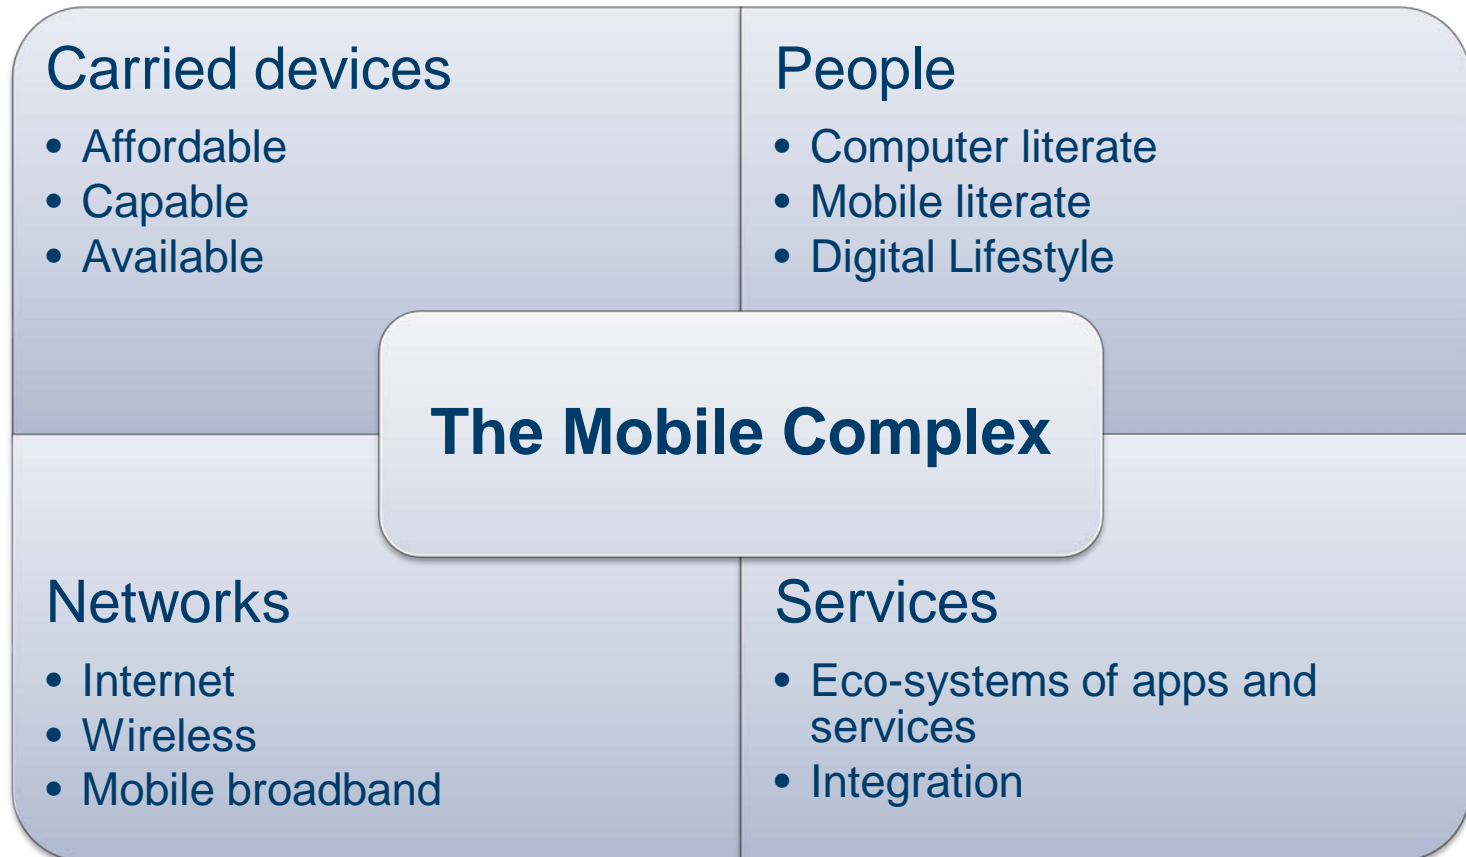 Carried devices
• Affordable
• Capable
• Available
People
• Computer literate
• Mobile literate
• Digital Lifestyle
The Mobile Complex
Networks
• Internet
• Wireless
• Mobile broadband
Services
• Eco-systems of apps and
services
• Integration